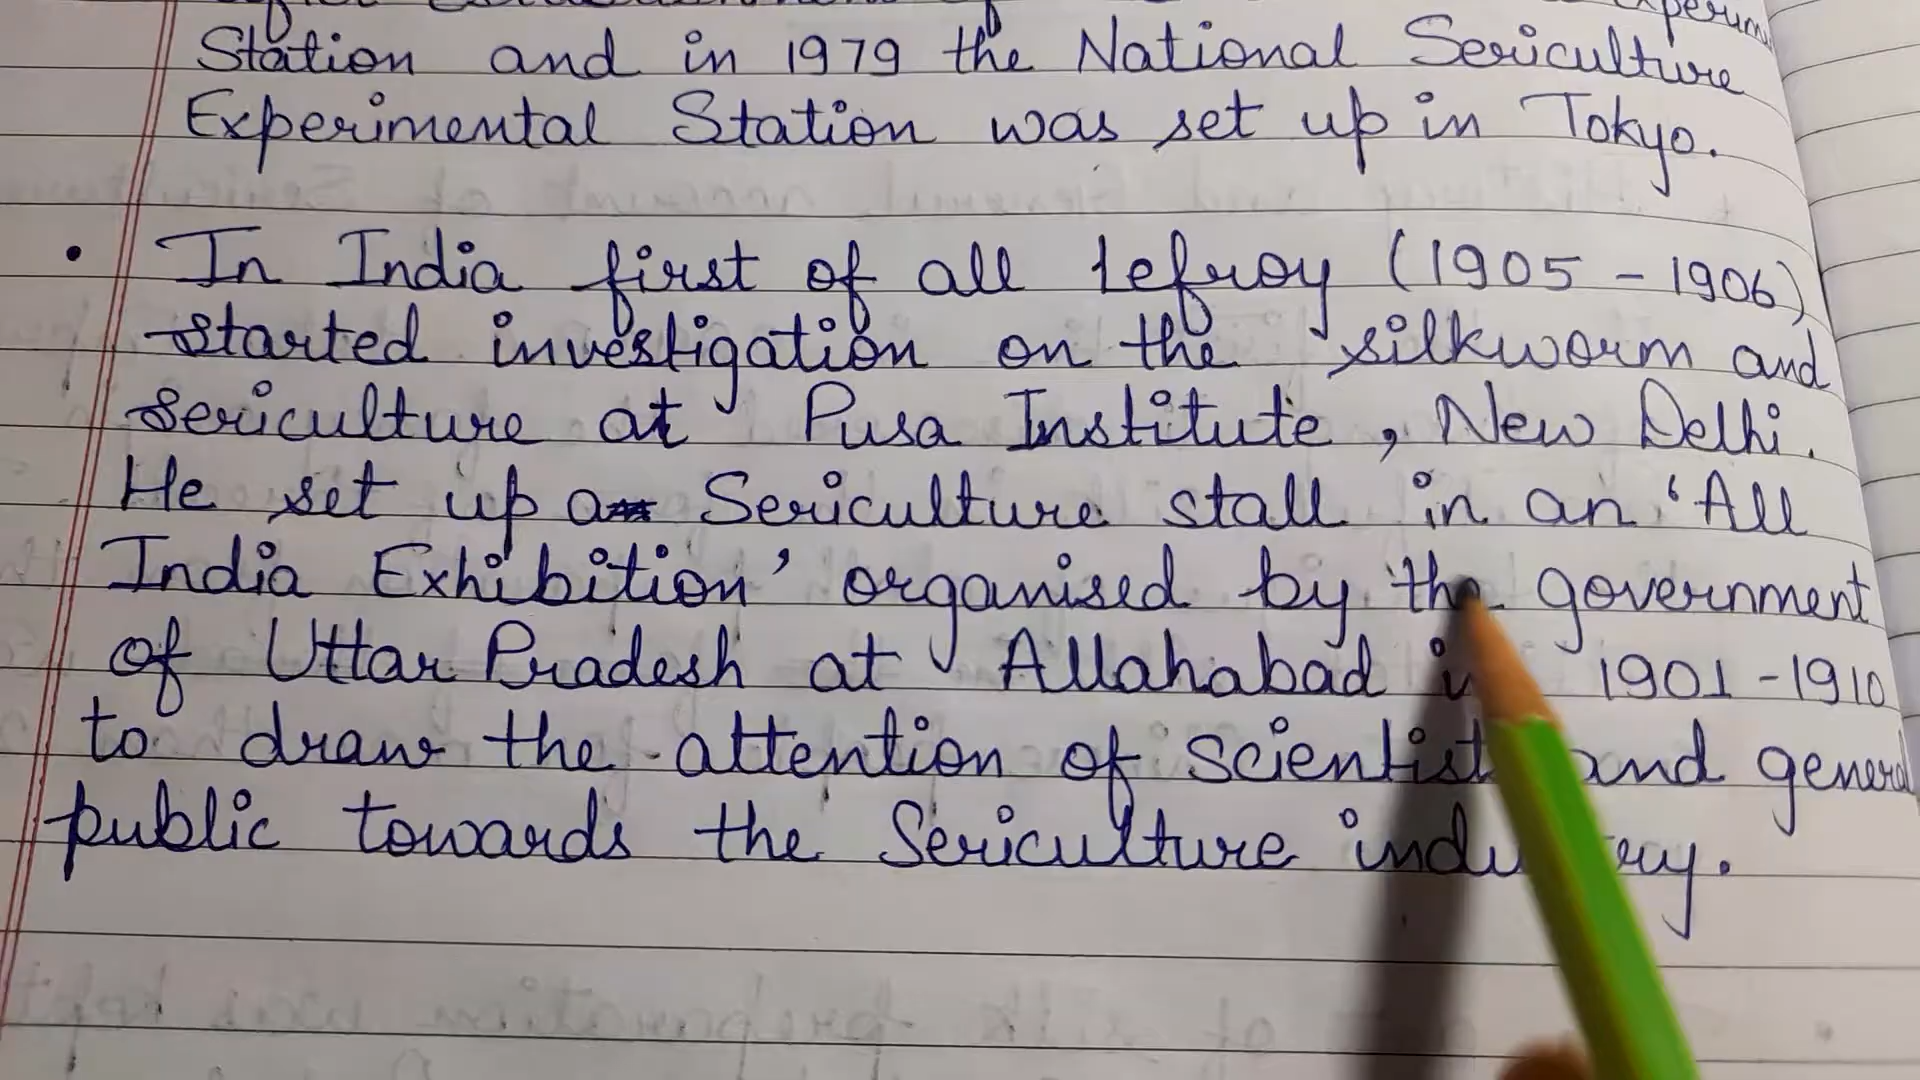 Station and in 1979 the National Sericulture
Experimental Station was set up in Tokyo.
• In India first of all Lefroy (1905 - 1906)
started investigation on the silkworm and
sericulture at Pusa Institute, New Delhi.
He set up a Sericulture stall in an 'All
India Exhibition' organised by the government
of Uttar Pradesh at Allahabad in 1901-1910
to draw the attention of scientists and general
public towards the Sericulture industry.